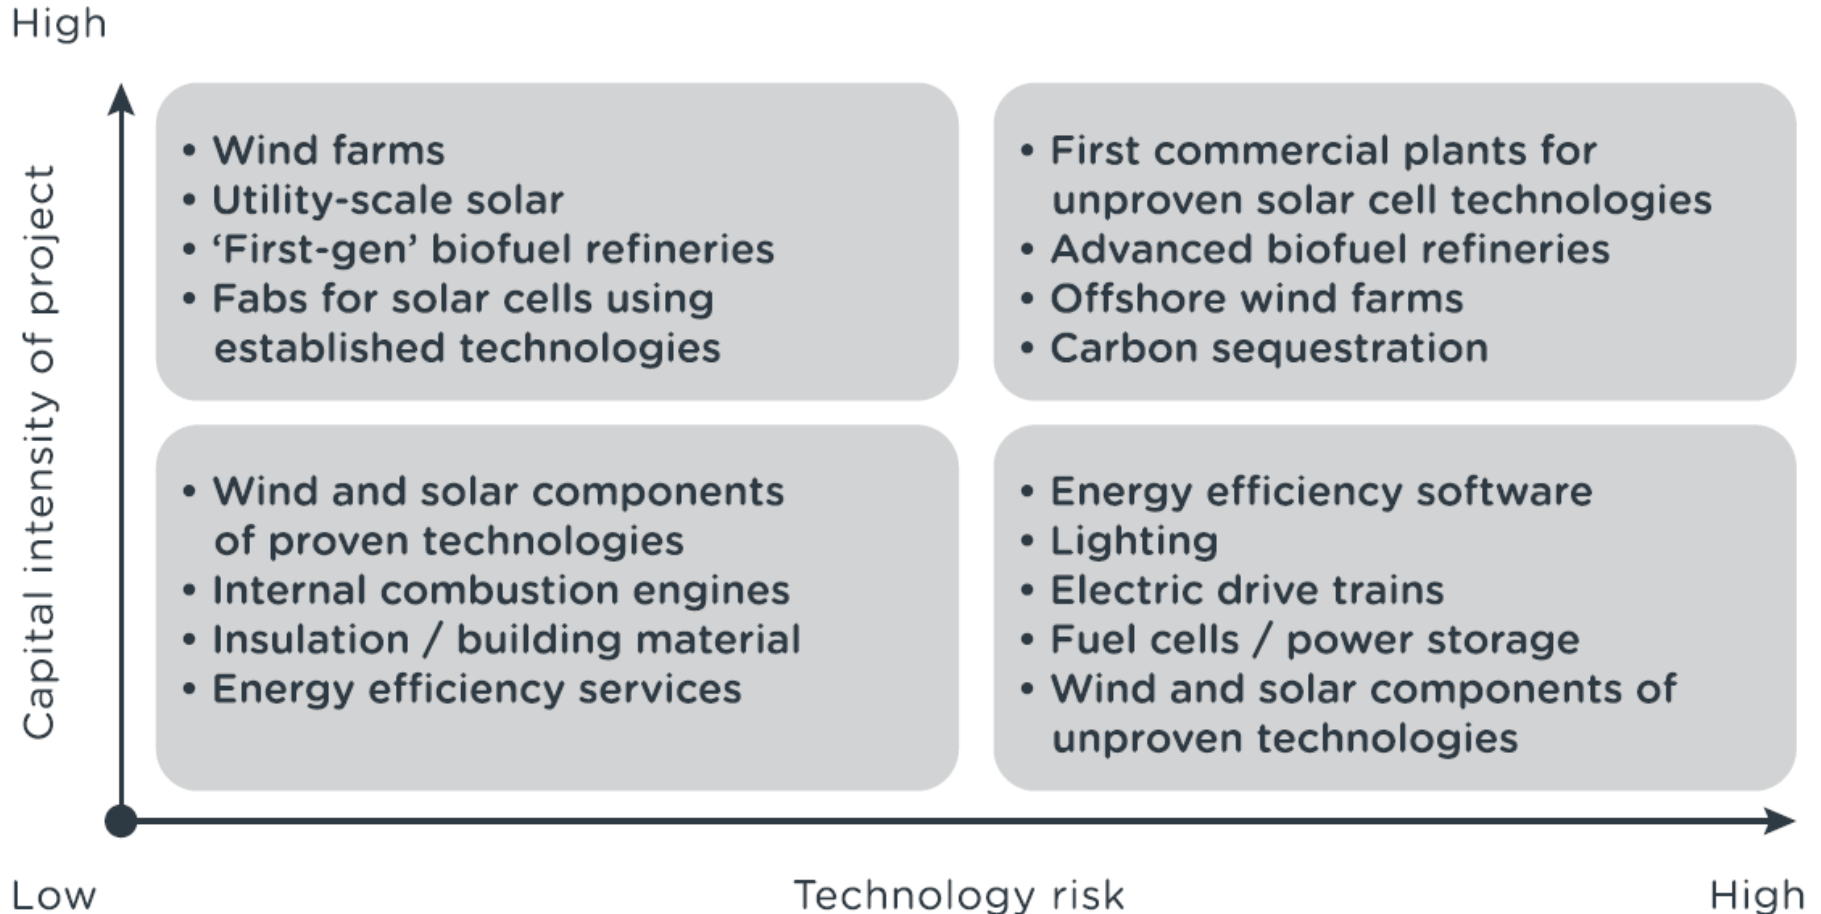 High
Capital intensity of project
• Wind farms
• Utility-scale solar
• ‘First-gen’ biofuel refineries
• Fabs for solar cells using
established technologies
• First commercial plants for
unproven solar cell technologies
• Advanced biofuel refineries
• Offshore wind farms
• Carbon sequestration
• Wind and solar components
of proven technologies
• Internal combustion engines
• Insulation / building material
• Energy efficiency services
• Energy efficiency software
• Lighting
• Electric drive trains
• Fuel cells / power storage
• Wind and solar components of
unproven technologies
Low
Technology risk
High